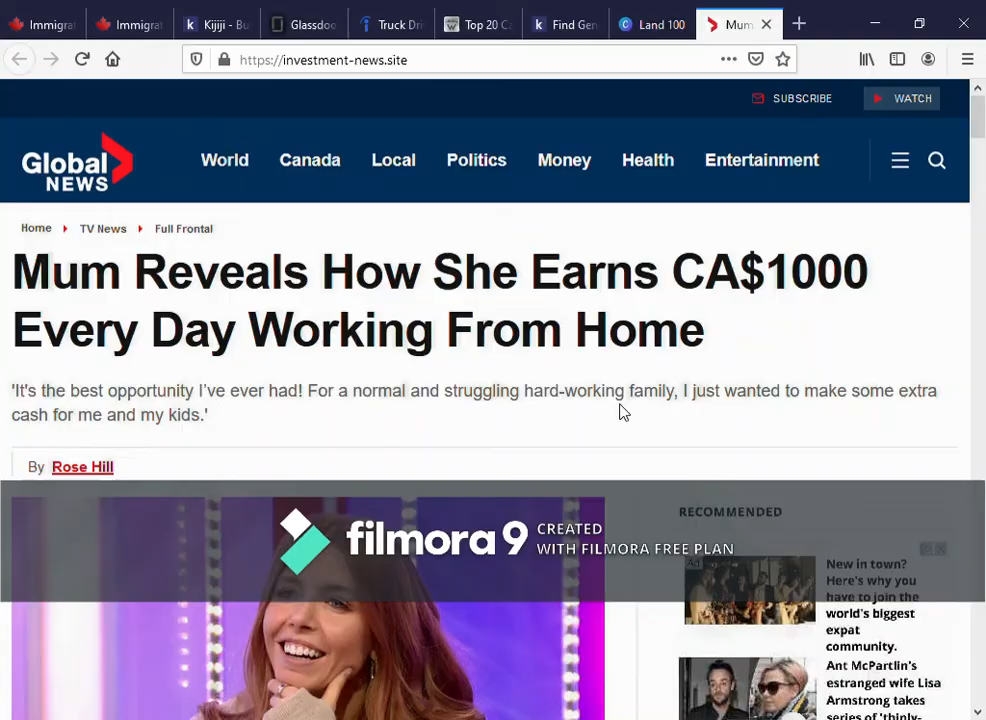 Immigra
Immigrat
Kijiji - Bu
Glassdoo
Truck Dri
Top 20 Ca
Find Gen
Land 100
Mum
https://investment-news.site
SUBSCRIBE
WATCH
Global
NEWS
World
Canada
Local
Politics
Money
Health
Entertainment
Home
TV News
Full Frontal
Mum Reveals How She Earns CA$1000
Every Day Working From Home
'It's the best opportunity I've ever had! For a normal and struggling hard-working family, I just wanted to make some extra
cash for me and my kids.'
By Rose Hill
RECOMMENDED
filmora 9
CREATED
WITH FILMORA FREE PLAN
Ad
New in town?
Here's why you
have to join the
world's biggest
expat
community.
Ant McPartlin's
estranged wife Lisa
Armstrong takes
series of 'thinly-